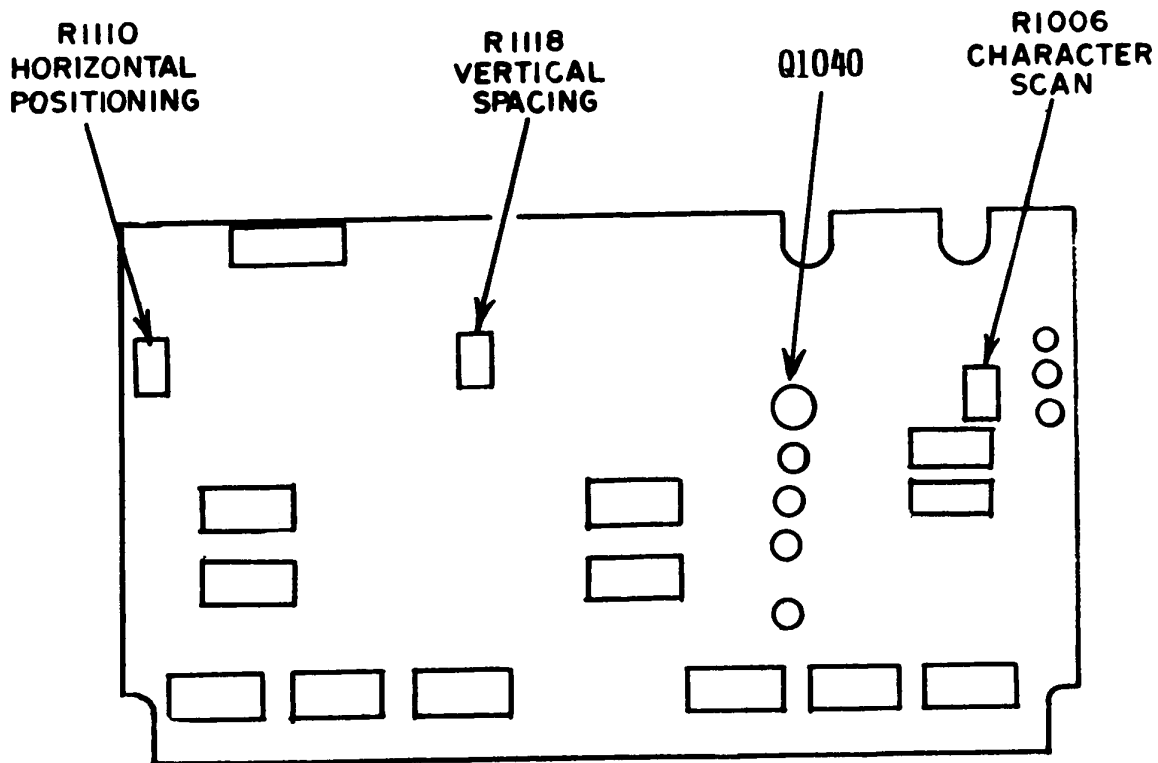 R1110
HORIZONTAL
POSITIONING
R1118
VERTICAL
SPACING
Q1040
R1006
CHARACTER
SCAN